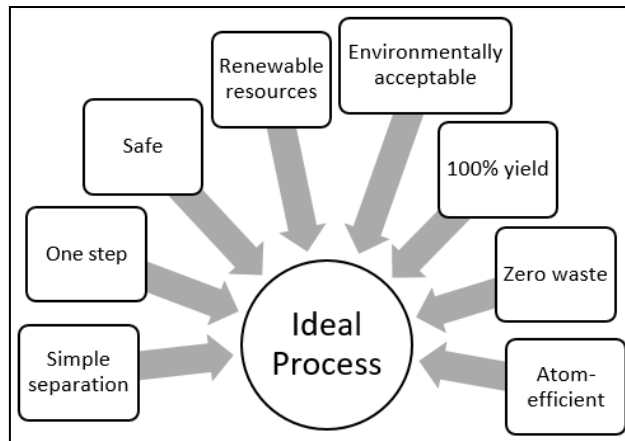 Simple
separation
One step
Safe
Renewable
resources
Environmentally
acceptable
100% yield
Zero waste
Atom-
efficient
Ideal
Process